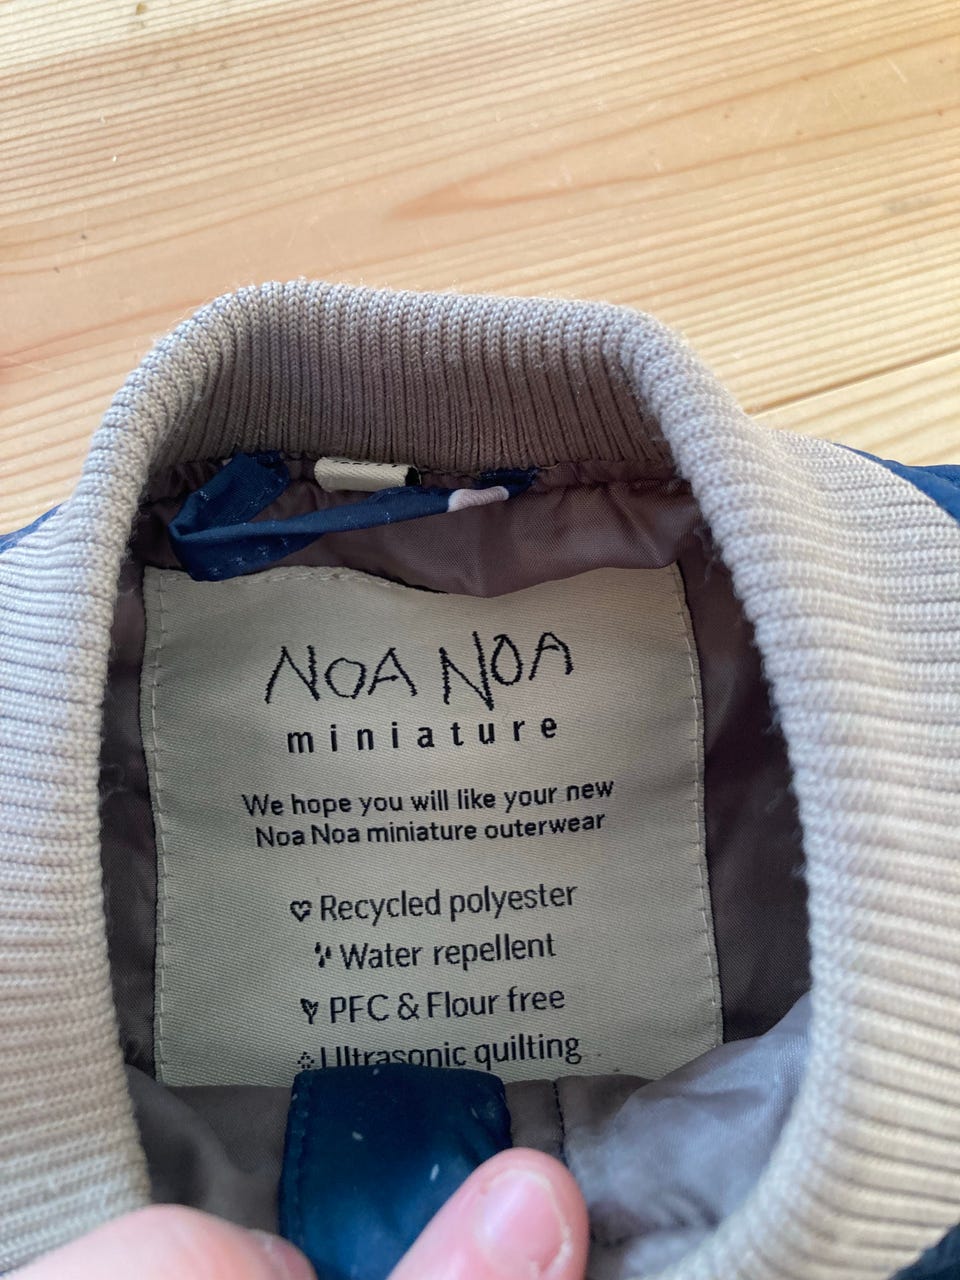 NOA NOA
miniature
We hope you will like your new
Noa Noa miniature outerwear
Recycled polyester
Water repellent
PFC & Flour free
Ultrasonic quilting